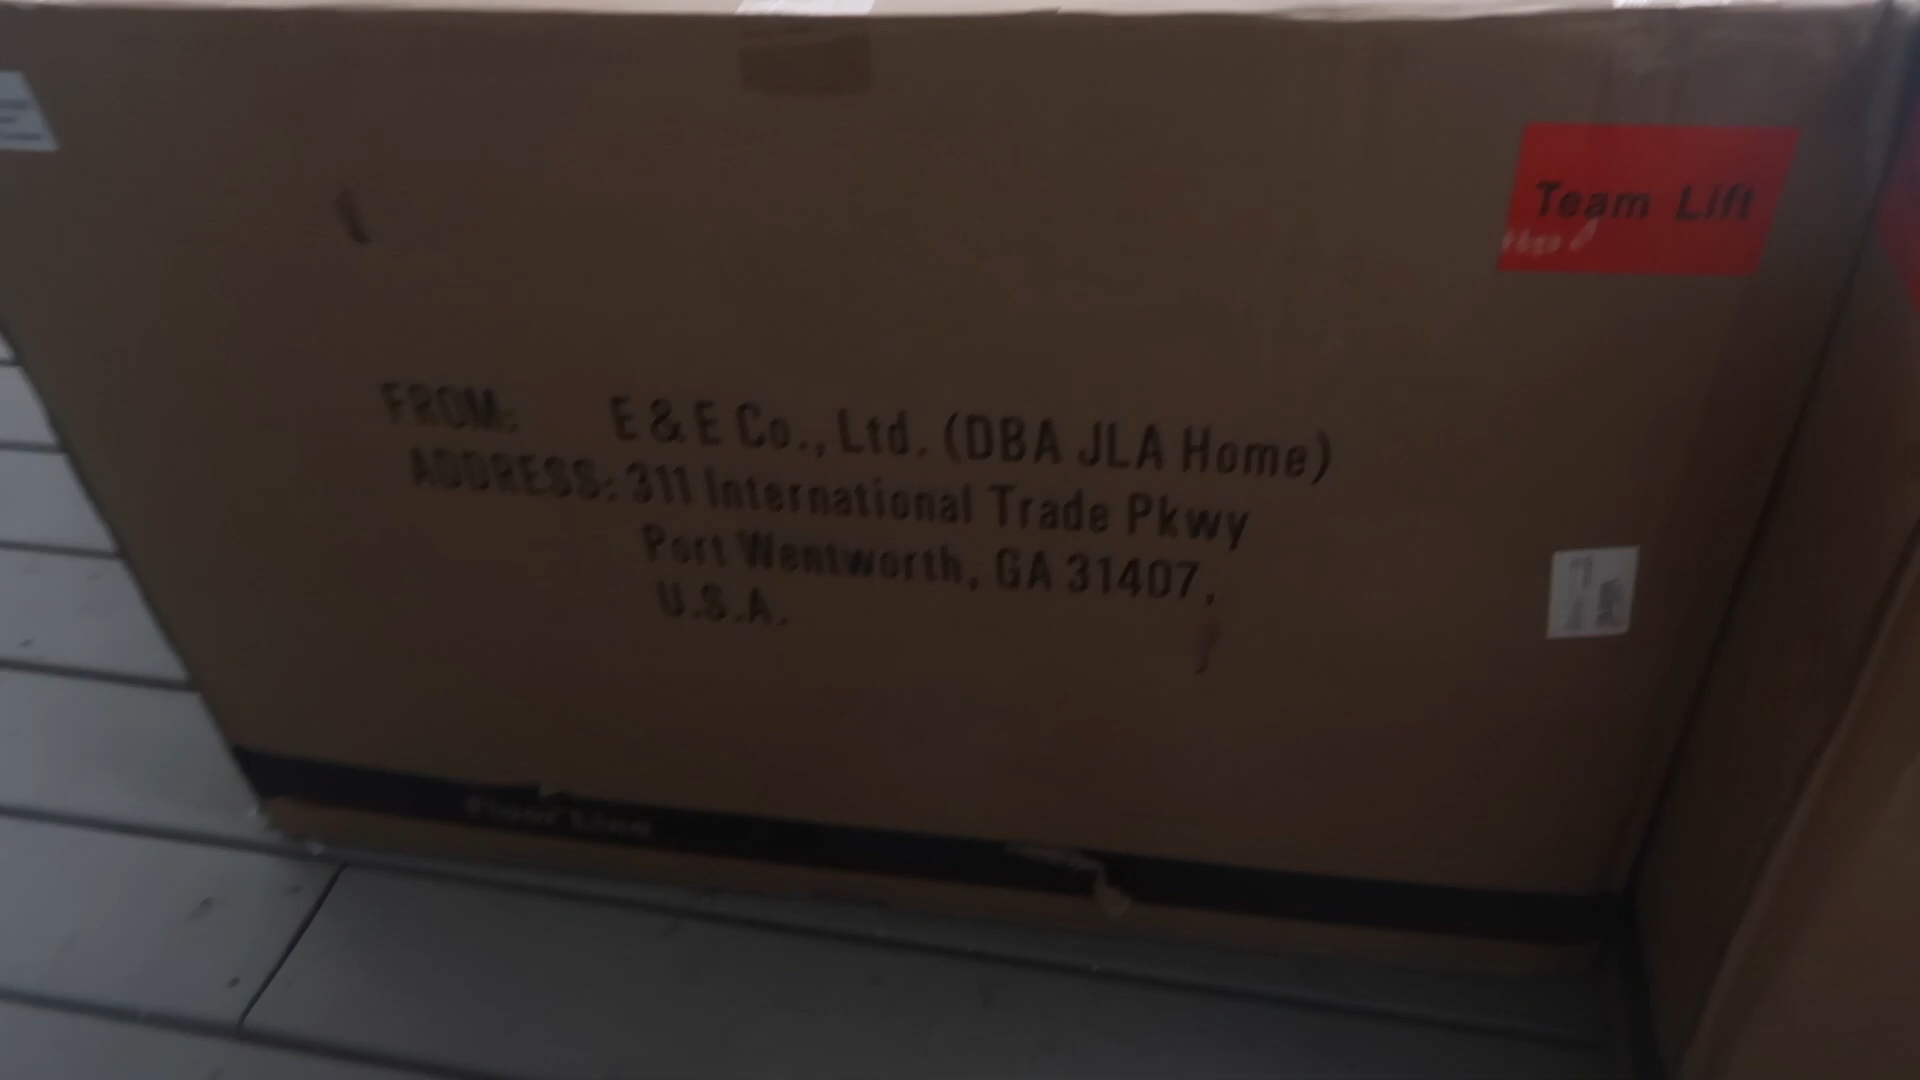 Team Lift
FROM: E & E Co., Ltd. (DBA JLA Home)
ADDRESS: 311 International Trade Pkwy
Port Wentworth, GA 31407,
U.S.A.